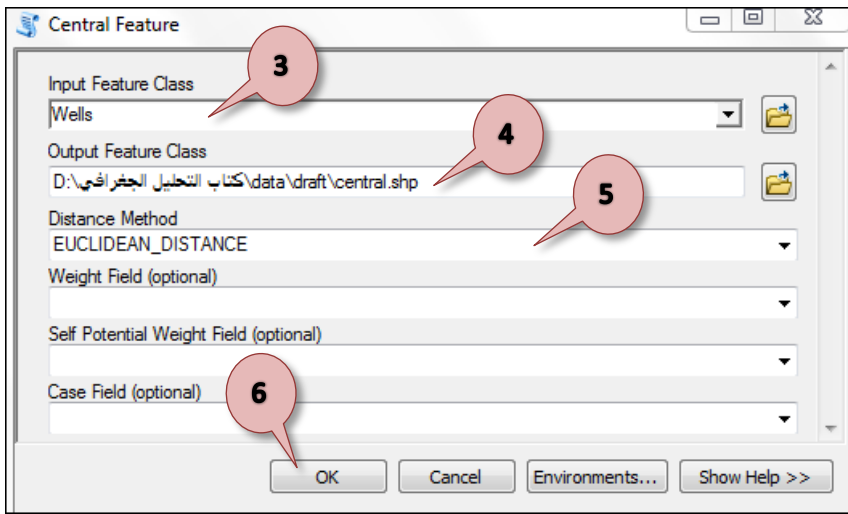 Central Feature
3
Input Feature Class
Wells
4
Output Feature Class
D:\كتاب التحليل الجغرافي\data\draft\central.shp
5
Distance Method
EUCLIDEAN_DISTANCE
Weight Field (optional)
Self Potential Weight Field (optional)
Case Field (optional)
6
OK Cancel Environments... Show Help >>